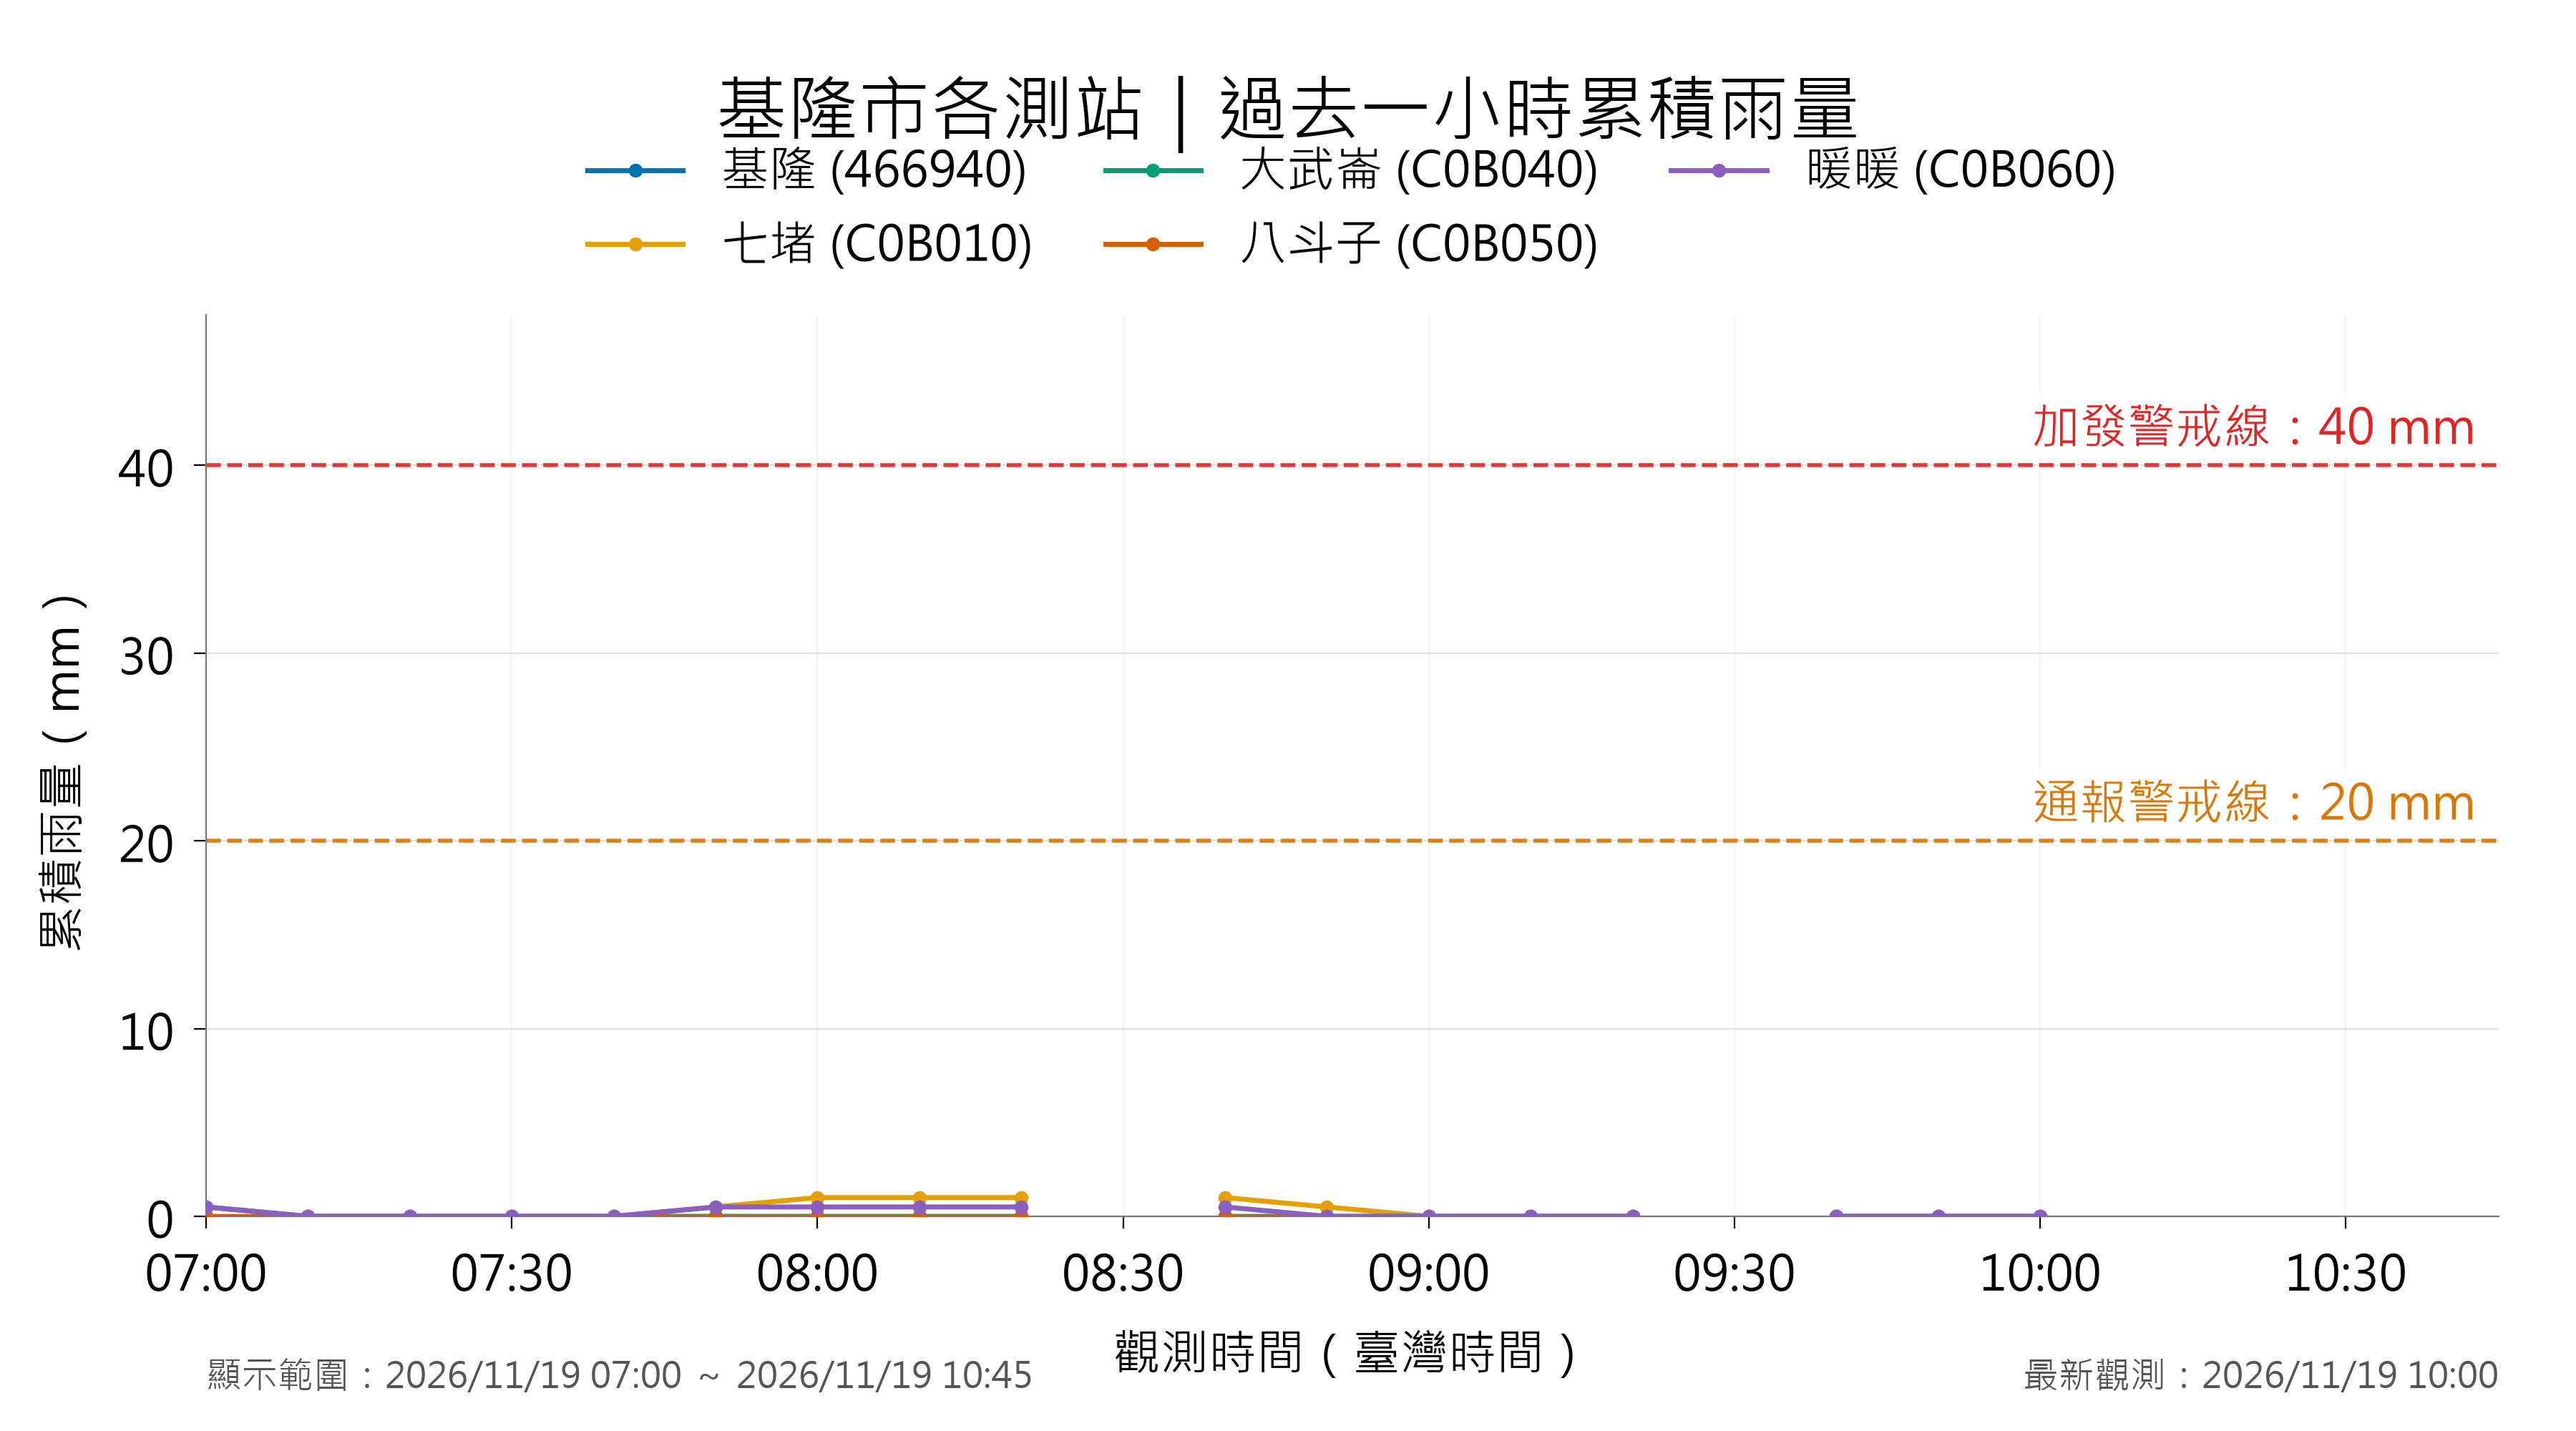 基隆市各測站｜過去一小時累積雨量
基隆 (466940)
大武崙 (C0B040)
暖暖 (C0B060)
七堵 (C0B010)
八斗子 (C0B050)
加發警戒線：40 mm
通報警戒線：20 mm
累積雨量（mm）
40
30
20
10
0
07:00
07:30
08:00
08:30
09:00
09:30
10:00
10:30
觀測時間（臺灣時間）
顯示範圍：2026/11/19 07:00 ~ 2026/11/19 10:45
最新觀測：2026/11/19 10:00